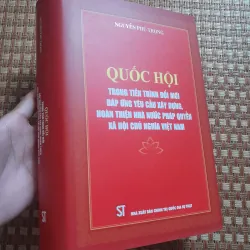 NGUYỄN PHÚ TRỌNG
QUỐC HỘI
TRONG TIẾN TRÌNH ĐỔI MỚI
ĐÁP ỨNG YÊU CẦU XÂY DỰNG,
HOÀN THIỆN NHÀ NƯỚC PHÁP QUYỀN
XÃ HỘI CHỦ NGHĨA VIỆT NAM
ST
NHÀ XUẤT BẢN CHÍNH TRỊ QUỐC GIA SỰ THẬT
QUỐC HỘI